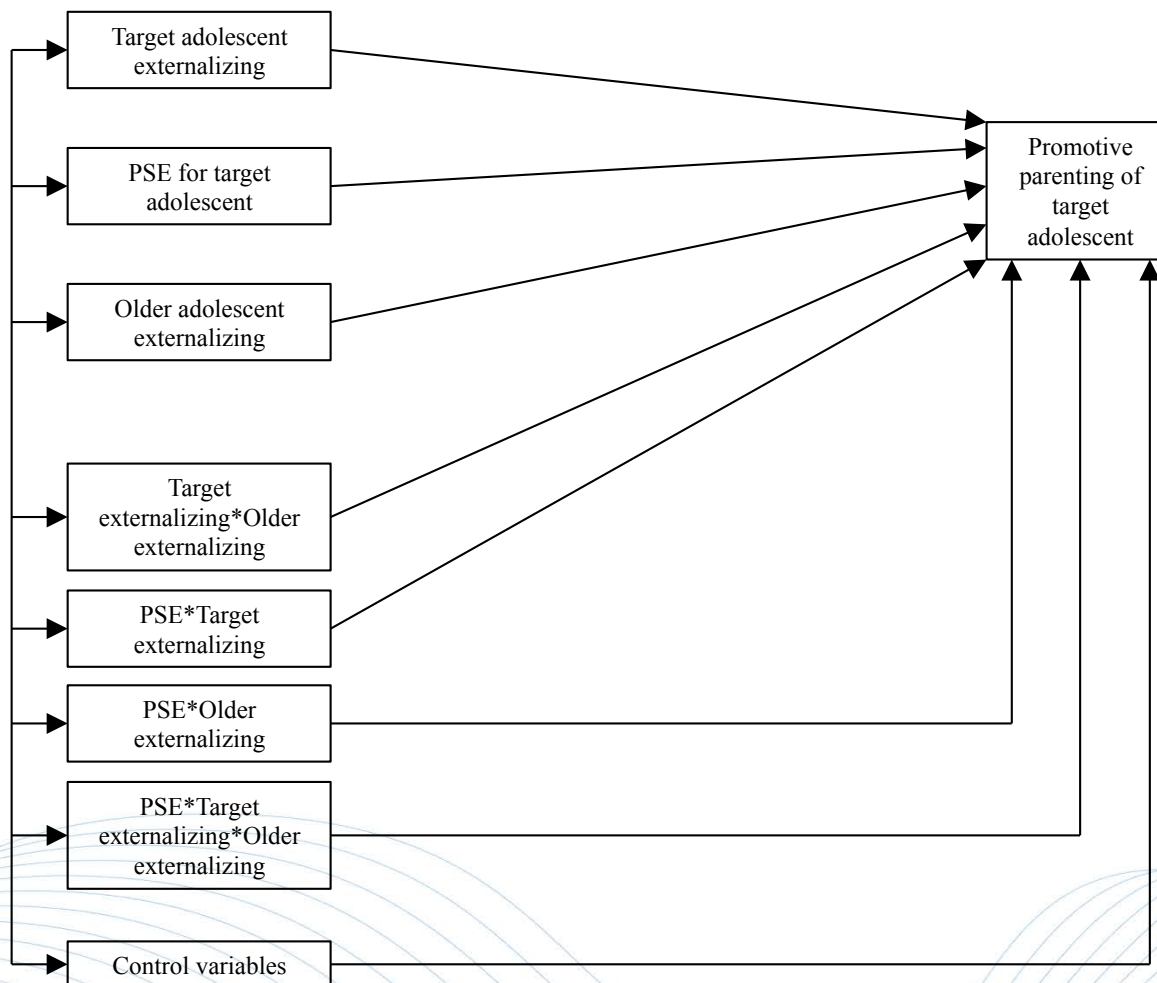 Target adolescent
externalizing
PSE for target
adolescent
Older adolescent
externalizing
Target
externalizing*Older
externalizing
PSE*Target
externalizing
PSE*Older
externalizing
PSE*Target
externalizing*Older
externalizing
Control variables
Promotive
parenting of
target
adolescent